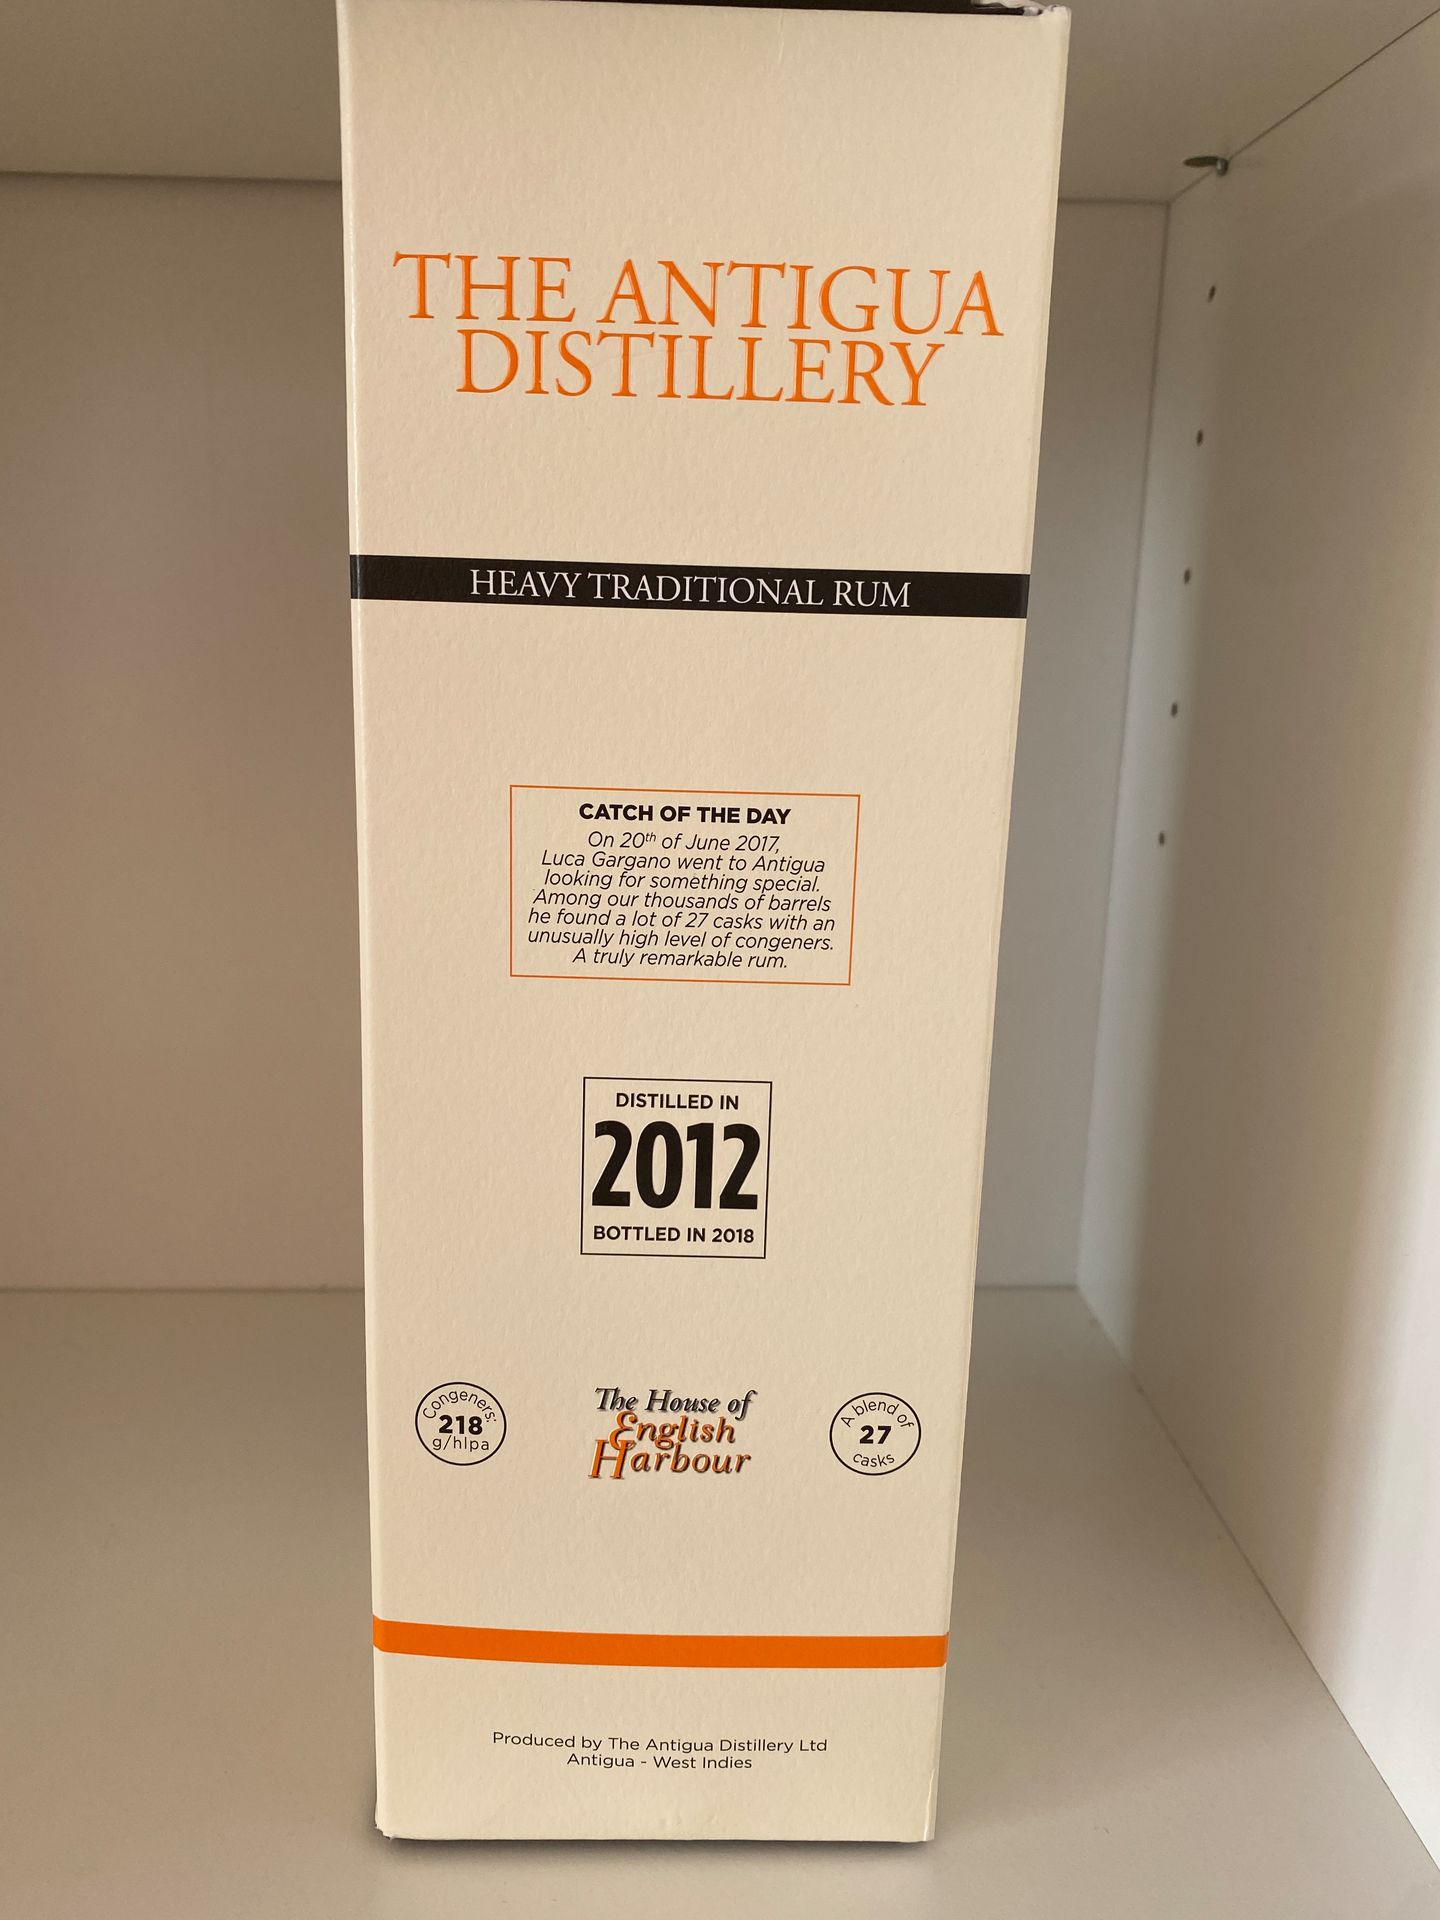 THE ANTIGUA
DISTILLERY
HEAVY TRADITIONAL RUM
CATCH OF THE DAY
On 20th of June 2017,
Luca Gargano went to Antigua
looking for something special.
Among our thousands of barrels
he found a lot of 27 casks with an
unusually high level of congeners.
A truly remarkable rum.
DISTILLED IN
2012
BOTTLED IN 2018
Congeners:
218
g/hlpa
The House of
English
Harbour
A blend of
27
casks
Produced by The Antigua Distillery Ltd
Antigua - West Indies